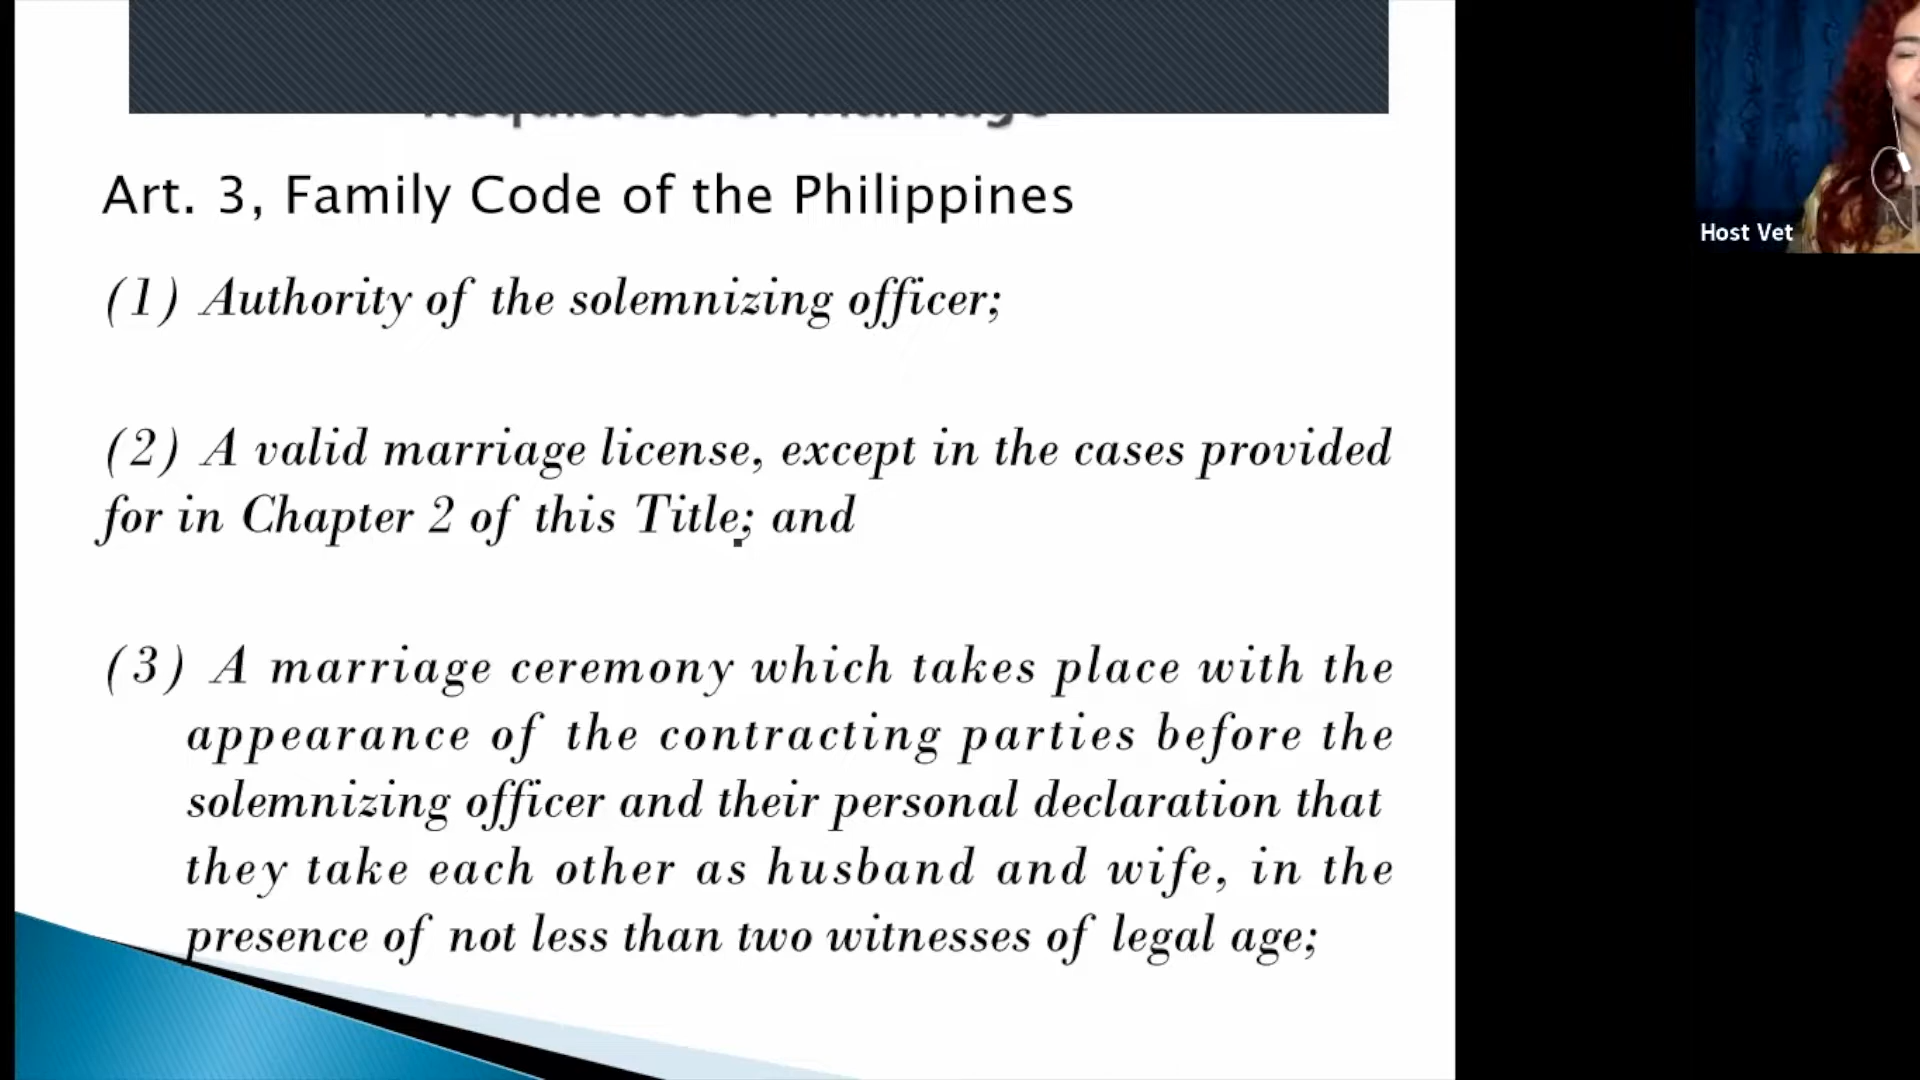 Requisites of Marriage
Art. 3, Family Code of the Philippines
(1) Authority of the solemnizing officer;
(2) A valid marriage license, except in the cases provided
for in Chapter 2 of this Title; and
(3) A marriage ceremony which takes place with the
appearance of the contracting parties before the
solemnizing officer and their personal declaration that
they take each other as husband and wife, in the
presence of not less than two witnesses of legal age;
Host Vet